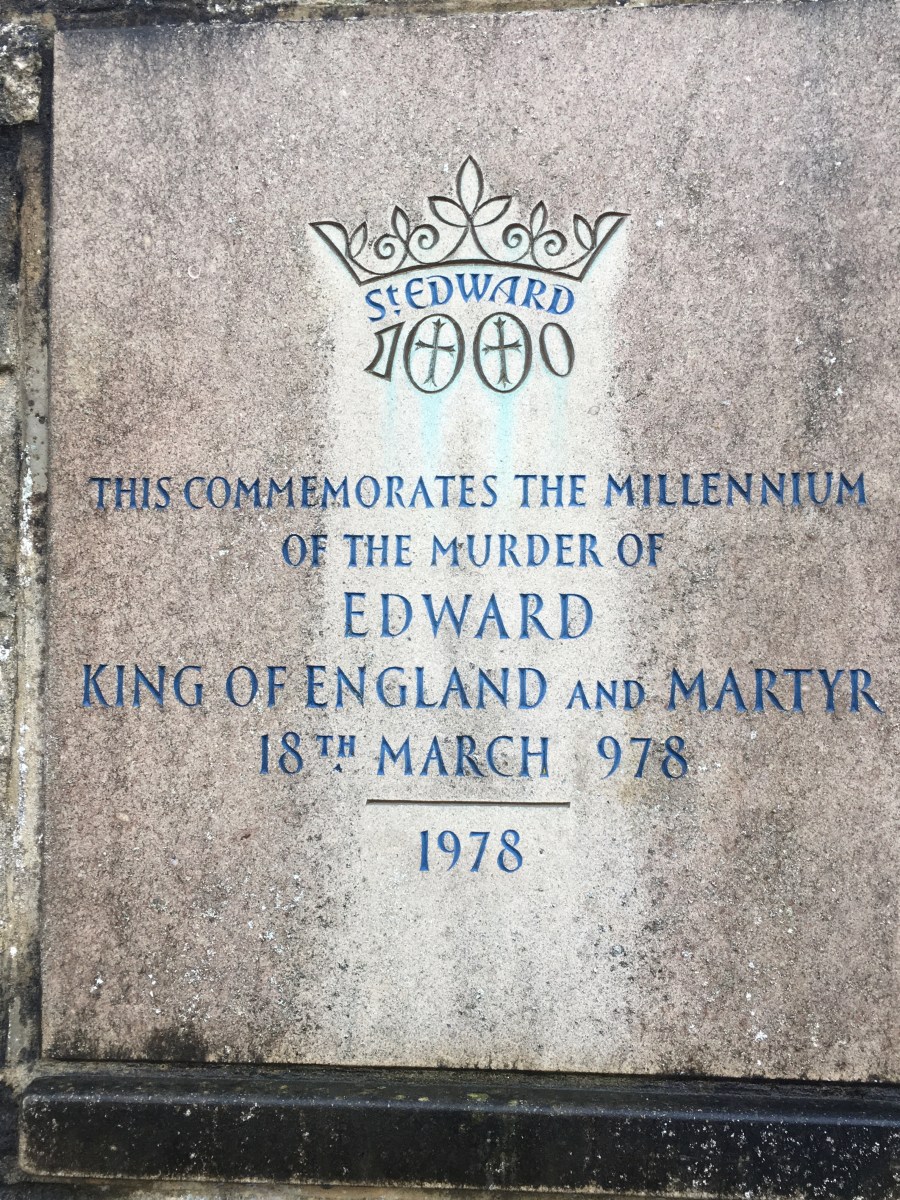 St. EDWARD
1000
THIS COMMEMORATES THE MILLENNIUM
OF THE MURDER OF
EDWARD
KING OF ENGLAND AND MARTYR
18TH MARCH 978
1978